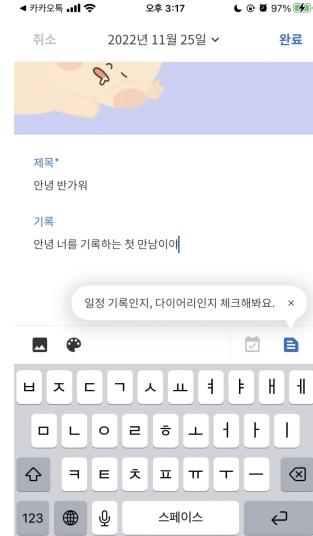 ◀ 카카오톡 오후 3:17 97%
취소 2022년 11월 25일 완료
제목*
안녕 반가워
기록
안녕 너를 기록하는 첫 만남이야
일정 기록인지, 다이어리인지 체크해봐요. ×
ㅂ ㅈ ㄷ ㄱ ㅅ ㅛ ㅕ ㅑ ㅐ ㅔ
ㅁ ㄴ ㅇ ㄹ ㅎ ㅗ ㅓ ㅏ ㅣ
ㅋ ㅌ ㅊ ㅍ ㅠ ㅜ ㅡ
123 스페이스